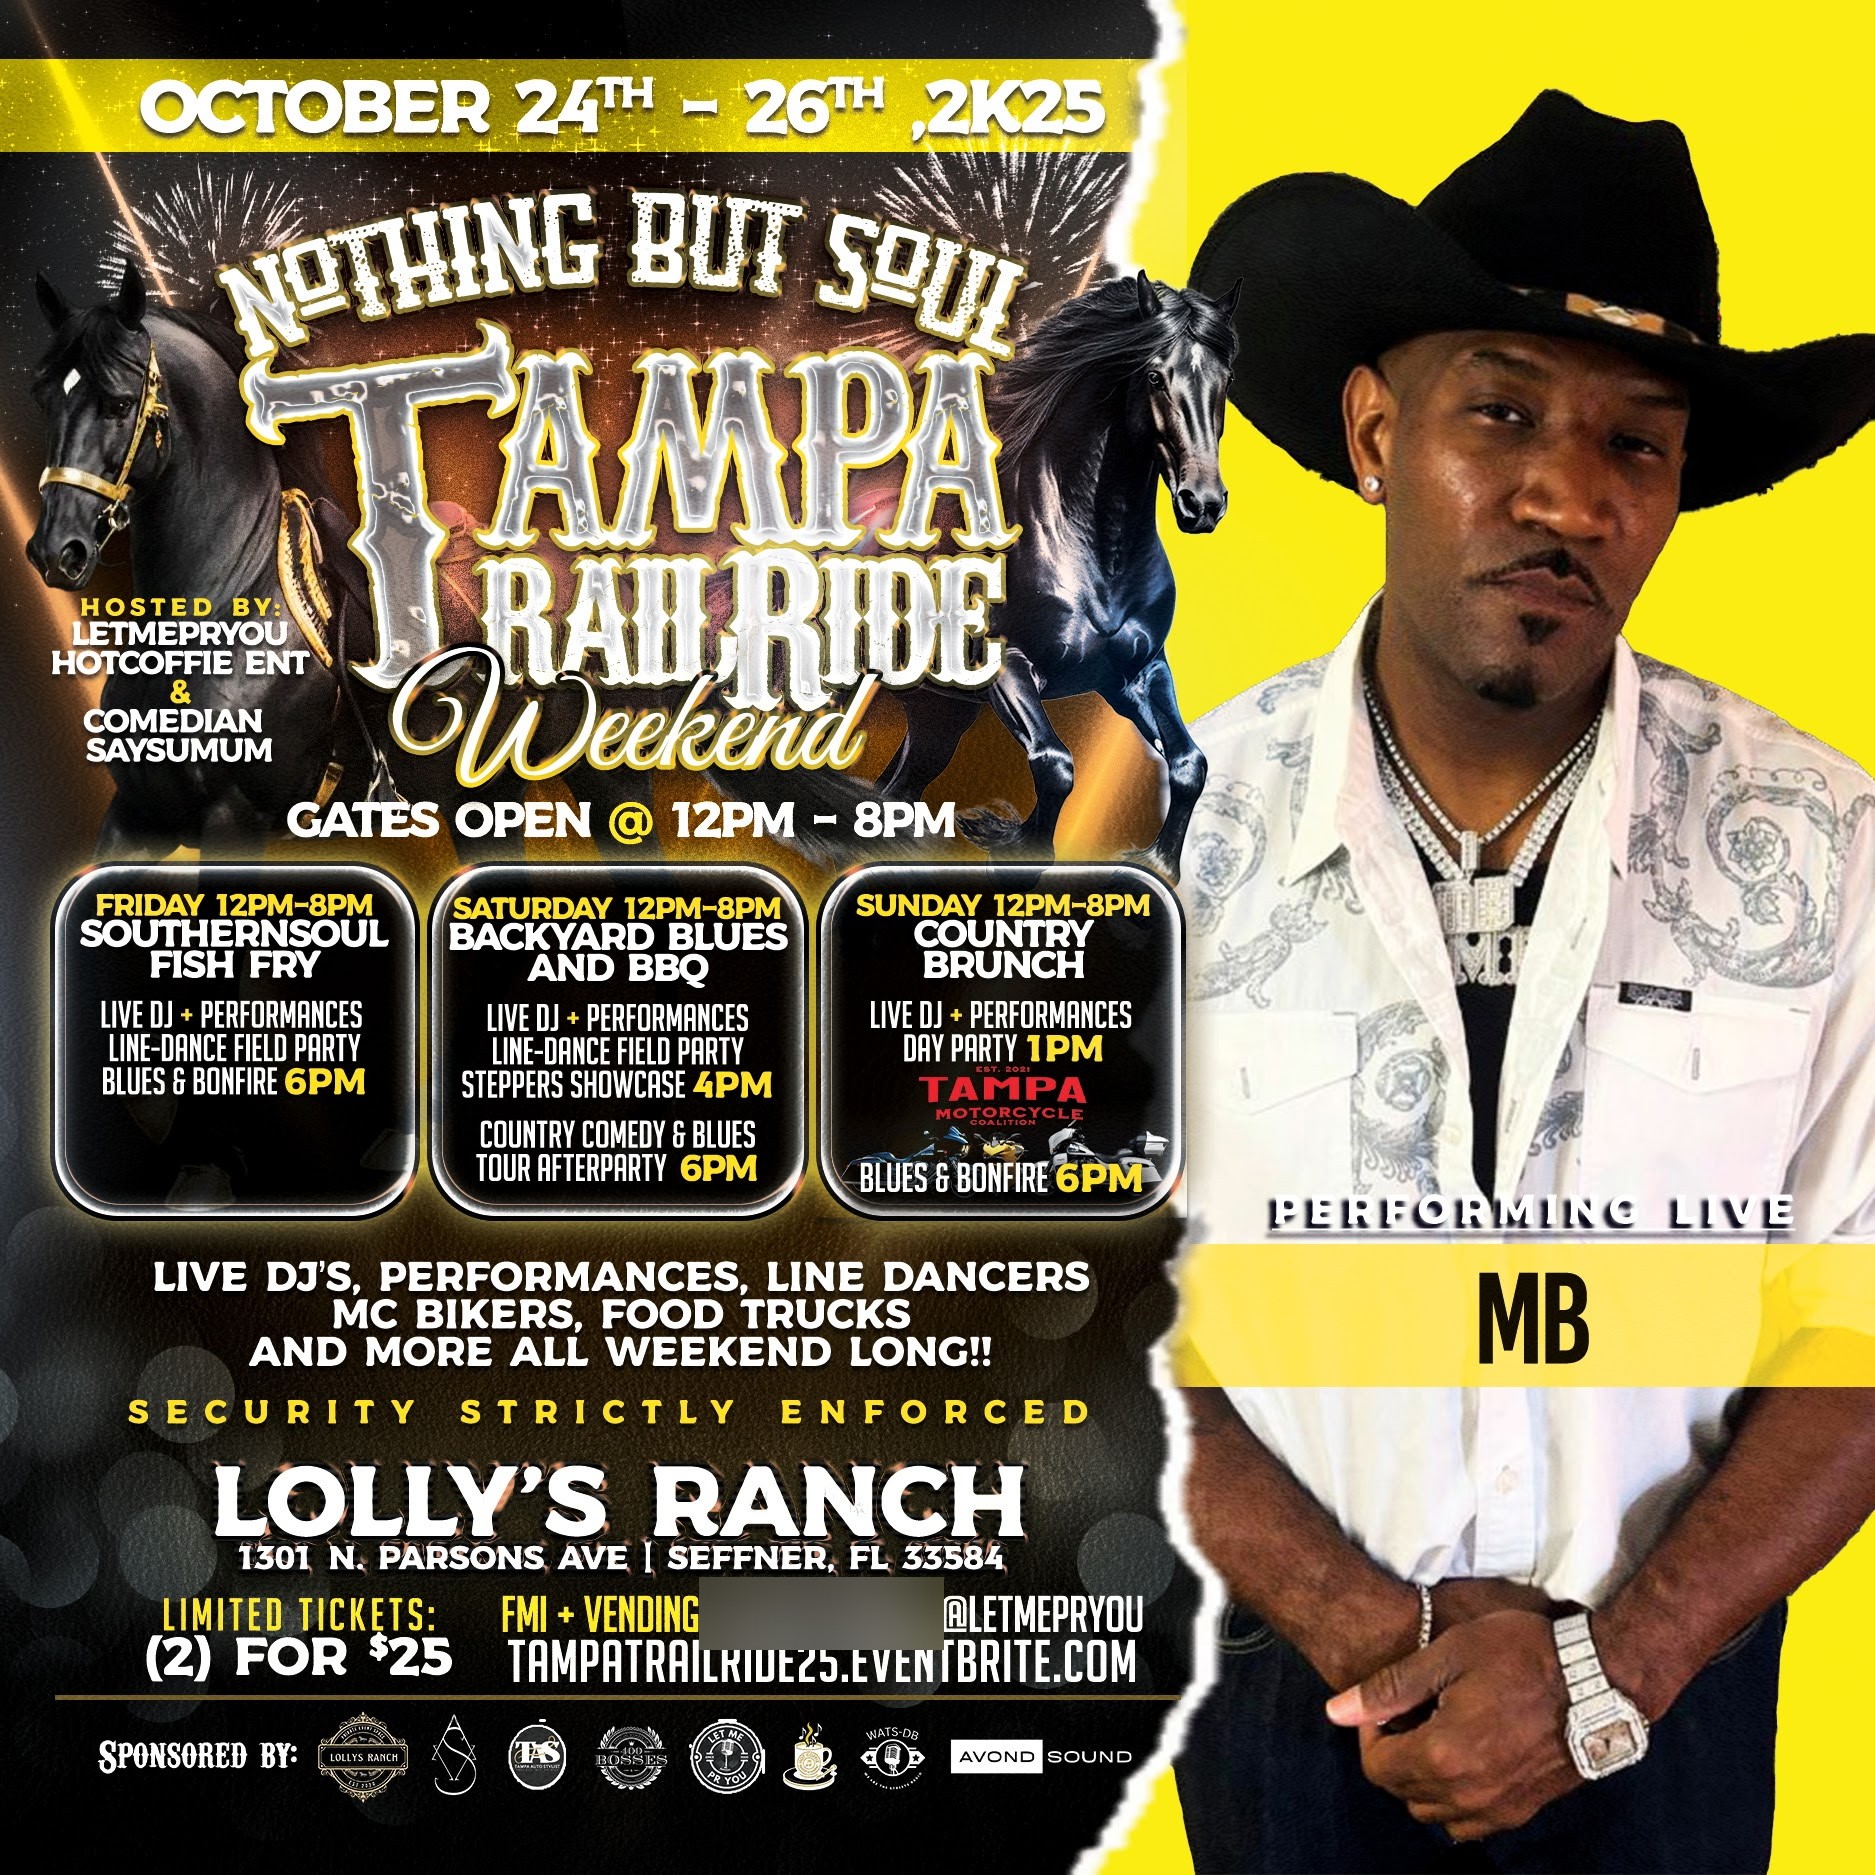 OCTOBER 24TH - 26TH ,2K25
NOTHING BUT SOUL
TAMPA
TRAILRIDE
Weekend
HOSTED BY:
LETMEPRYOU
HOTCOFFIE ENT
&
COMEDIAN
SAYSUMUM
GATES OPEN @ 12PM - 8PM
FRIDAY 12PM-8PM
SOUTHERNSOUL
FISH FRY
LIVE DJ + PERFORMANCES
LINE-DANCE FIELD PARTY
BLUES & BONFIRE 6PM
SATURDAY 12PM-8PM
BACKYARD BLUES
AND BBQ
LIVE DJ + PERFORMANCES
LINE-DANCE FIELD PARTY
STEPPERS SHOWCASE 4PM
COUNTRY COMEDY & BLUES
TOUR AFTERPARTY 6PM
SUNDAY 12PM-8PM
COUNTRY
BRUNCH
LIVE DJ + PERFORMANCES
DAY PARTY 1PM
EST. 2021
TAMPA
MOTORCYCLE
COALITION
BLUES & BONFIRE 6PM
PERFORMING LIVE
MB
LIVE DJ'S, PERFORMANCES, LINE DANCERS
MC BIKERS, FOOD TRUCKS
AND MORE ALL WEEKEND LONG!!
SECURITY STRICTLY ENFORCED
LOLLY'S RANCH
1301 N. PARSONS AVE | SEFFNER, FL 33584
LIMITED TICKETS:
(2) FOR $25
FMI + VENDING @LETMEPRYOU
TAMPATRAILRIDE25.EVENTBRITE.COM
SPONSORED BY:
LOLLYS RANCH
TAS
TAMPA AUTO STYLIST
400
BOSSES
LET ME
PR YOU
WATS-DB
AVOND SOUND